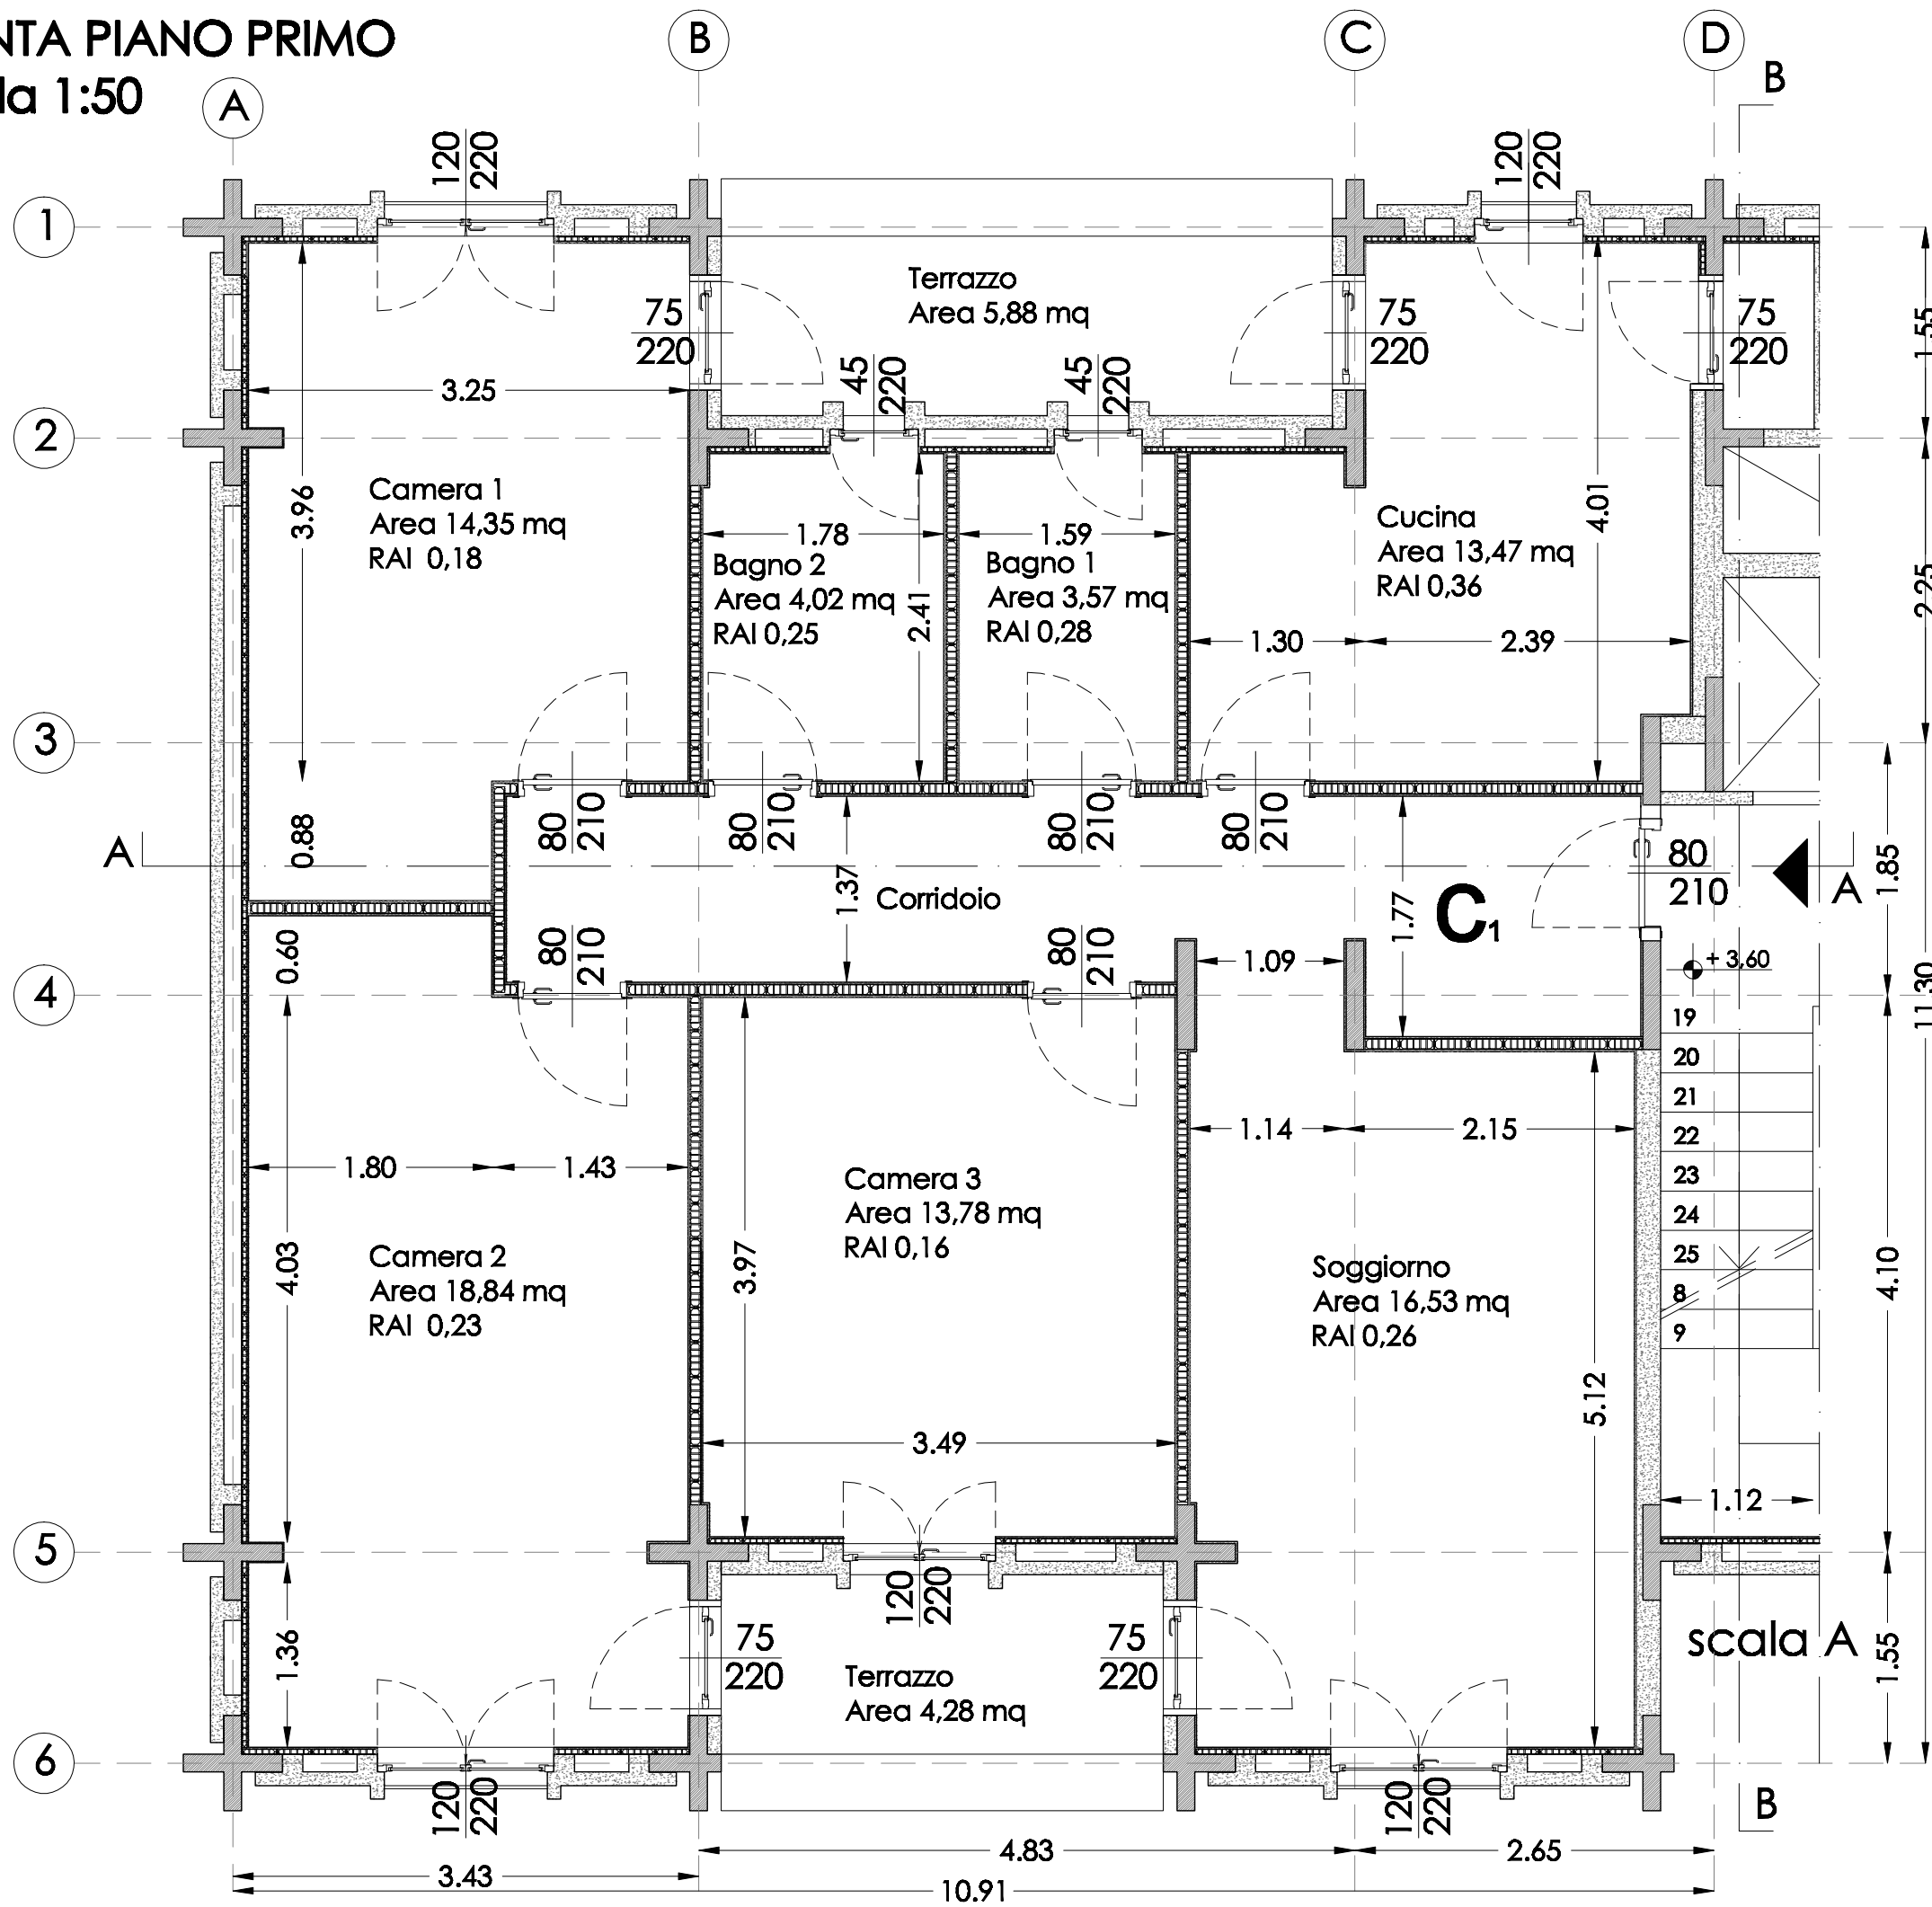 NTA PIANO PRIMO
la 1:50
A
B
C
D
B
120
220
120
220
1
Terrazzo
Area 5,88 mq
75
220
75
220
75
220
1.55
3.25
45
220
45
220
2
Camera 1
Area 14,35 mq
RAI 0,18
3.96
1.78
1.59
Bagno 2
Area 4,02 mq
RAI 0,25
2.41
Bagno 1
Area 3,57 mq
RAI 0,28
Cucina
Area 13,47 mq
RAI 0,36
4.01
1.30
2.39
2.25
3
0.88
80
210
80
210
80
210
80
210
80
210
A
A
1.85
1.37
Corridoio
1.77
C1
0.60
80
210
80
210
1.09
+ 3,60
4
11.30
19
20
21
22
23
24
25
8
9
1.14
2.15
1.80
1.43
Camera 3
Area 13,78 mq
RAI 0,16
3.97
4.03
Camera 2
Area 18,84 mq
RAI 0,23
Soggiorno
Area 16,53 mq
RAI 0,26
4.10
5.12
3.49
1.12
5
120
220
1.36
75
220
75
220
Terrazzo
Area 4,28 mq
scala A
1.55
6
120
220
120
220
B
4.83
2.65
3.43
10.91